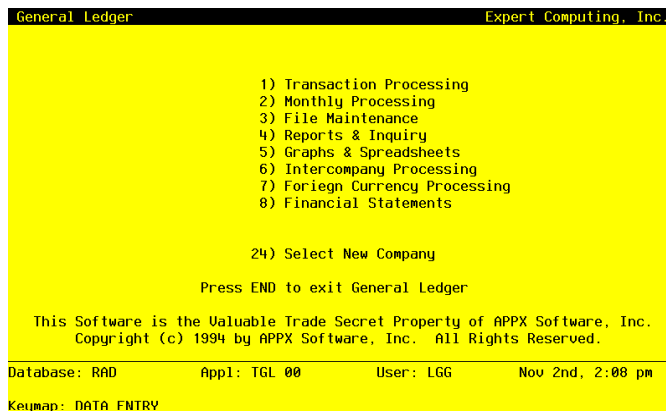 General Ledger Expert Computing, Inc.
1) Transaction Processing
2) Monthly Processing
3) File Maintenance
4) Reports & Inquiry
5) Graphs & Spreadsheets
6) Intercompany Processing
7) Foriegn Currency Processing
8) Financial Statements
24) Select New Company
Press END to exit General Ledger
This Software is the Valuable Trade Secret Property of APPX Software, Inc.
Copyright (c) 1994 by APPX Software, Inc. All Rights Reserved.
Database: RAD Appl: TGL 00 User: LGG Nov 2nd, 2:08 pm
Keymap: DATA ENTRY